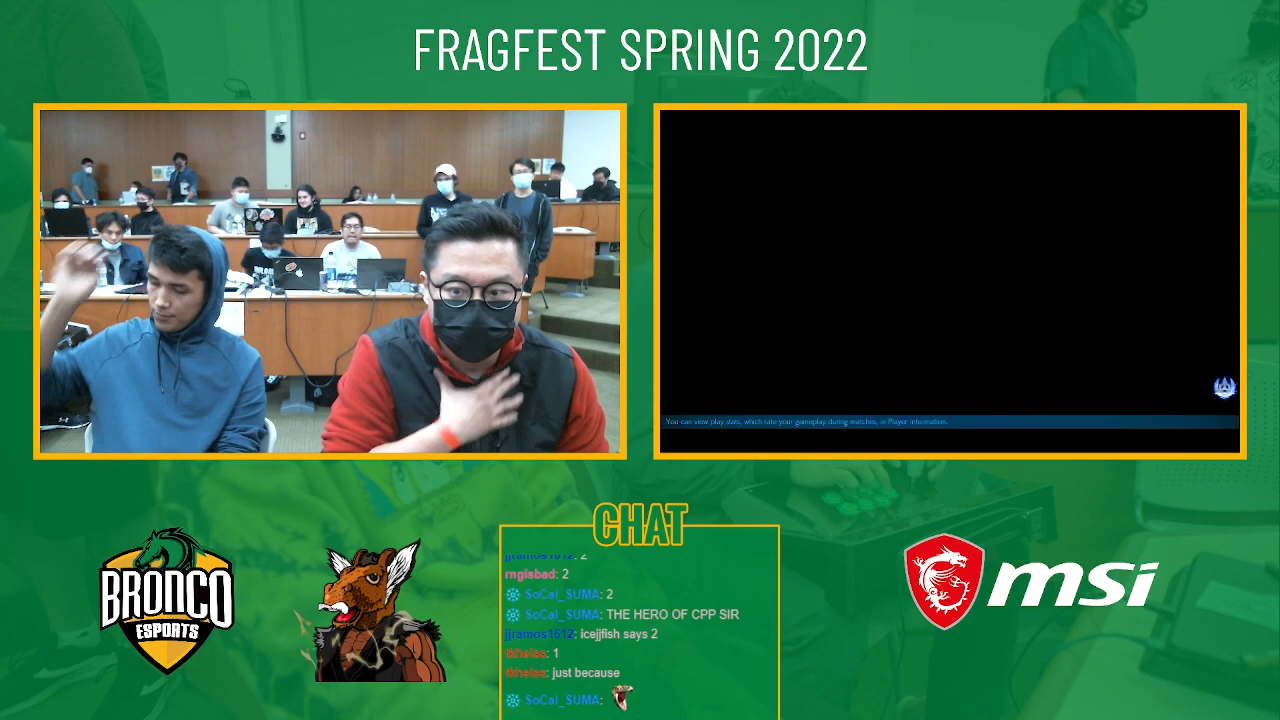 FRAGFEST SPRING 2022
You can view play stats, which rate your gameplay during matches, in Player Information.
CHAT
jjramos1612: 2
rngisbad: 2
SoCal_SUMA: 2
SoCal_SUMA: THE HERO OF CPP SIR
jjramos1612: icejjfish says 2
: 1
: just because
SoCal_SUMA:
BRONCO
ESPORTS
msi